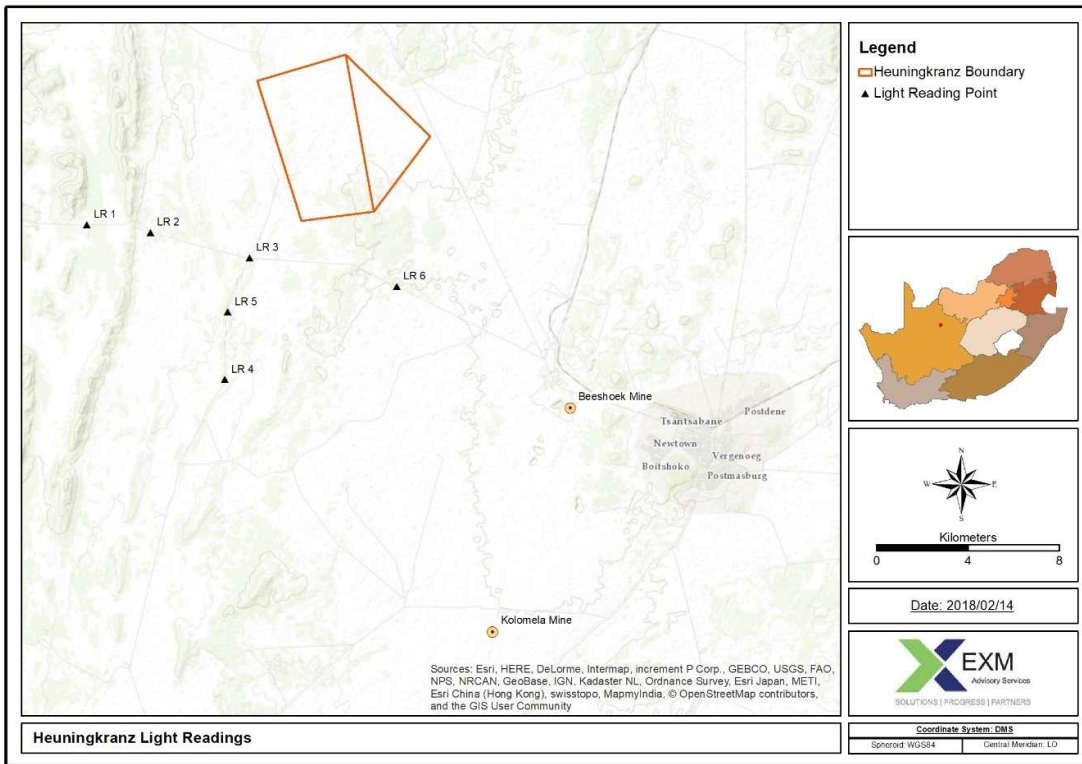 LR 1
LR 2
LR 3
LR 6
LR 5
LR 4
Beeshoek Mine
Tsantsabane
Postdene
Newtown
Vergenoeg
Boitshoko
Postmasburg
Kolomela Mine
Sources: Esri, HERE, DeLorme, Intermap, increment P Corp., GEBCO, USGS, FAO,
NPS, NRCAN, GeoBase, IGN, Kadaster NL, Ordnance Survey, Esri Japan, METI,
Esri China (Hong Kong), swisstopo, MapmyIndia, © OpenStreetMap contributors,
and the GIS User Community
Heuningkranz Light Readings
Legend
Heuningkranz Boundary
Light Reading Point
N
W E
S
Kilometers
0 4 8
Date: 2018/02/14
EXM
Advisory Services
SOLUTIONS | PROGRESS | PARTNERS
Coordinate System: DMS
Spheroid: WGS84 Central Meridian: LO